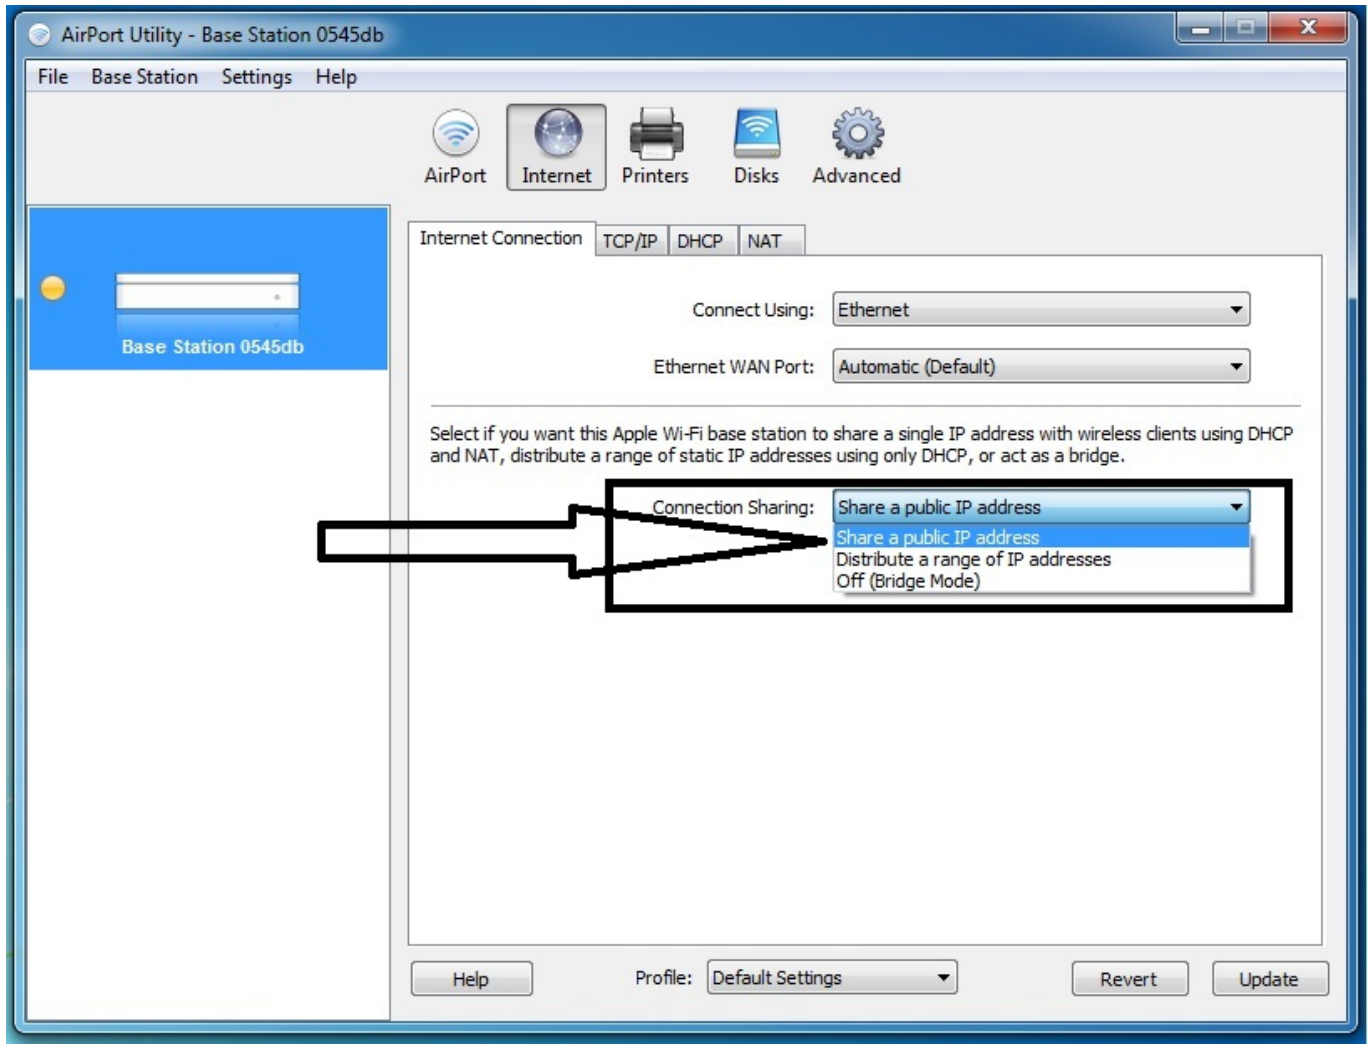 AirPort Utility - Base Station 0545db
File Base Station Settings Help
AirPort Internet Printers Disks Advanced
Base Station 0545db
Internet Connection TCP/IP DHCP NAT
Connect Using: Ethernet
Ethernet WAN Port: Automatic (Default)
Select if you want this Apple Wi-Fi base station to share a single IP address with wireless clients using DHCP
and NAT, distribute a range of static IP addresses using only DHCP, or act as a bridge.
Connection Sharing: Share a public IP address
Share a public IP address
Distribute a range of IP addresses
Off (Bridge Mode)
Help Profile: Default Settings Revert Update